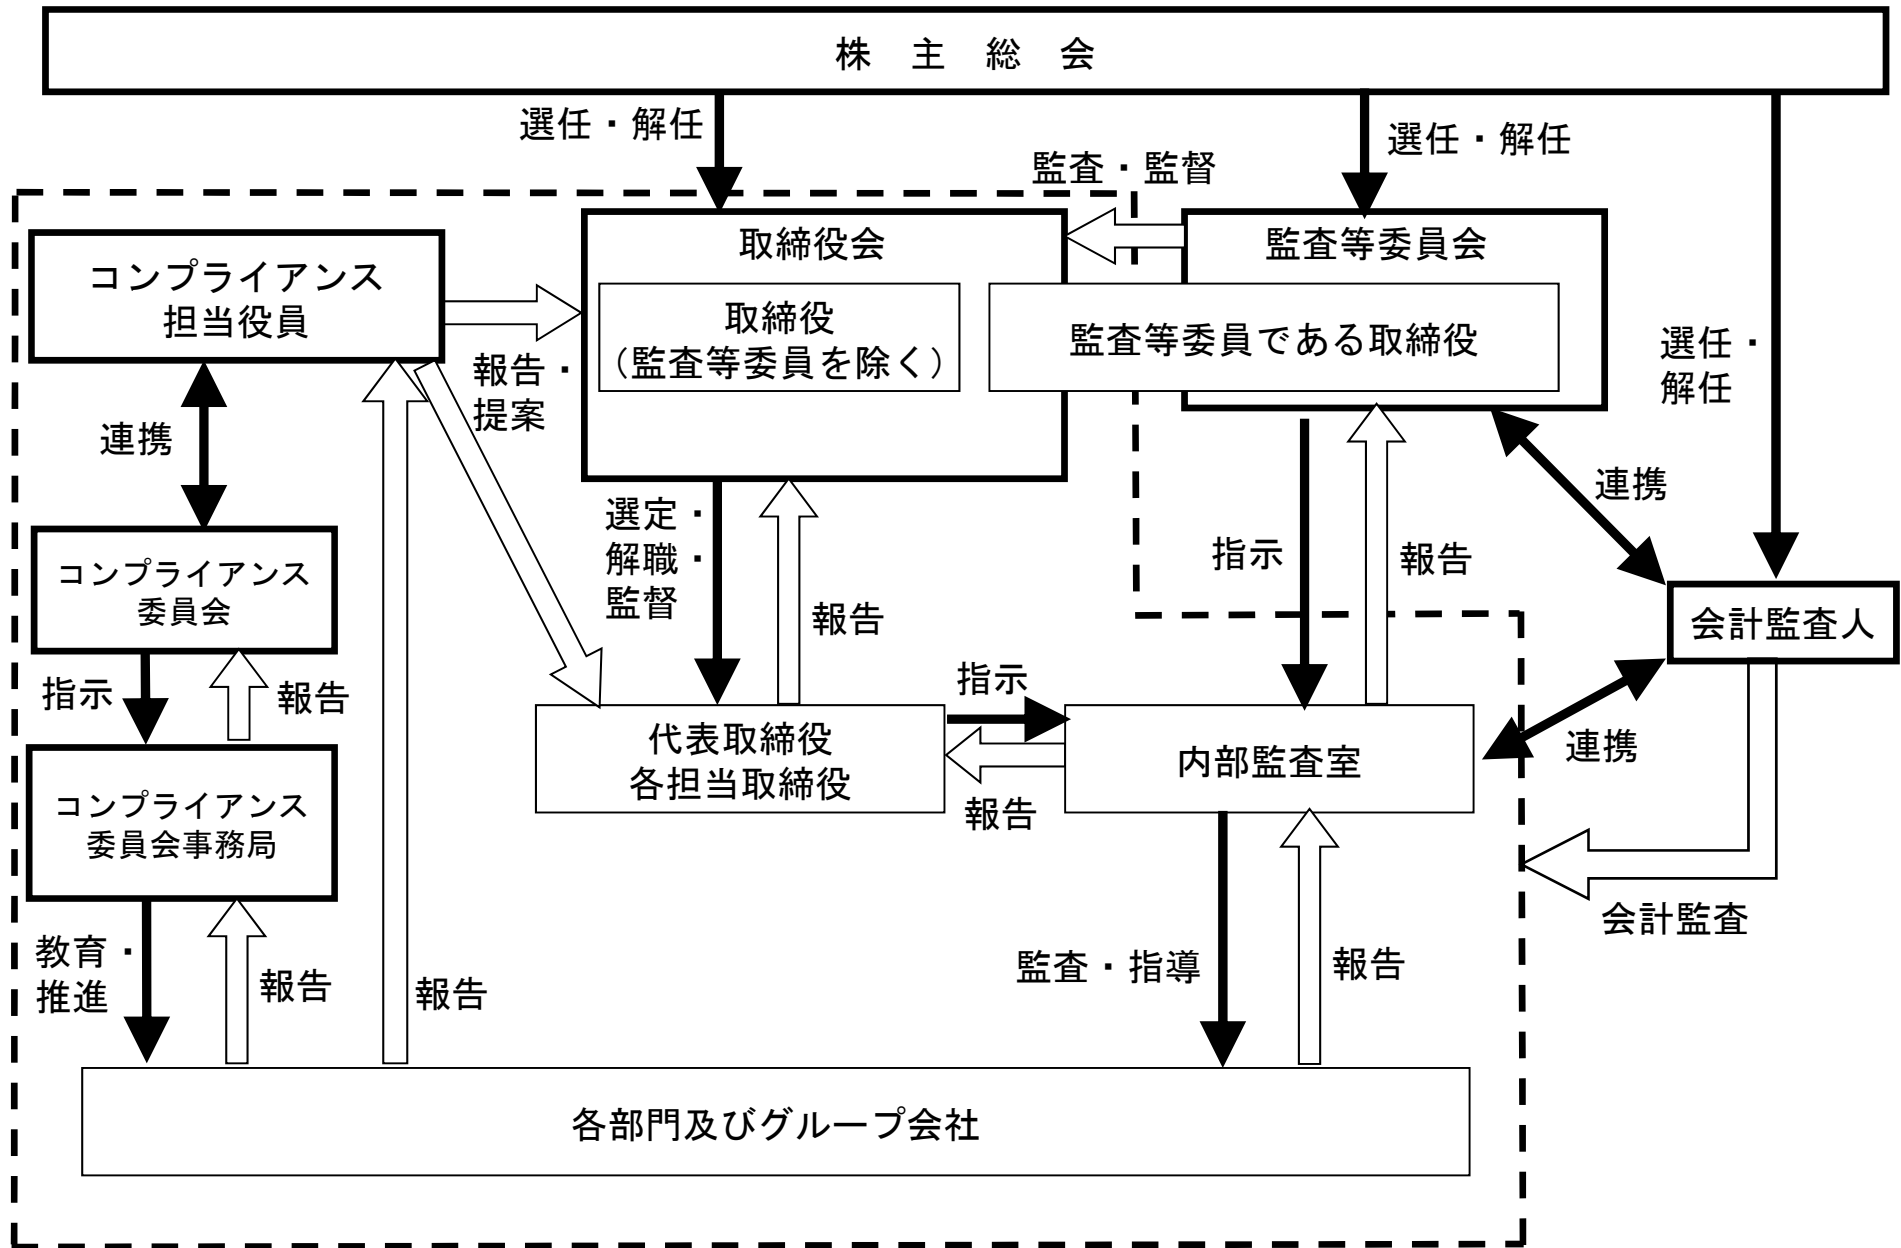 株　主　総　会
選任・解任
選任・解任
監査・監督
選任・
解任
コンプライアンス
担当役員
取締役会
取締役
（監査等委員を除く）
監査等委員会
監査等委員である取締役
報告・
提案
連携
連携
選定・
解職・
監督
報告
指示
報告
コンプライアンス
委員会
会計監査人
指示
報告
指示
報告
連携
代表取締役
各担当取締役
内部監査室
コンプライアンス
委員会事務局
会計監査
教育・
推進
報告
報告
監査・指導
報告
各部門及びグループ会社